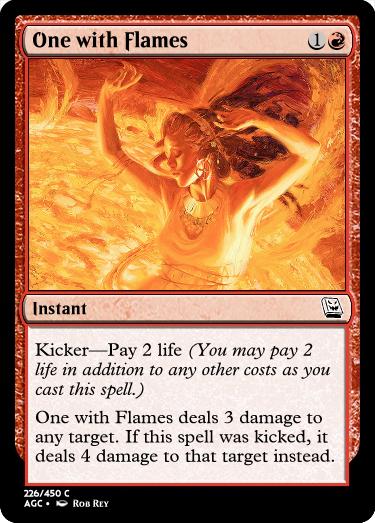 One with Flames 1
Instant
Kicker—Pay 2 life (You may pay 2
life in addition to any other costs as you
cast this spell.)
One with Flames deals 3 damage to
any target. If this spell was kicked, it
deals 4 damage to that target instead.
226/450 C
AGC • Rob Rey